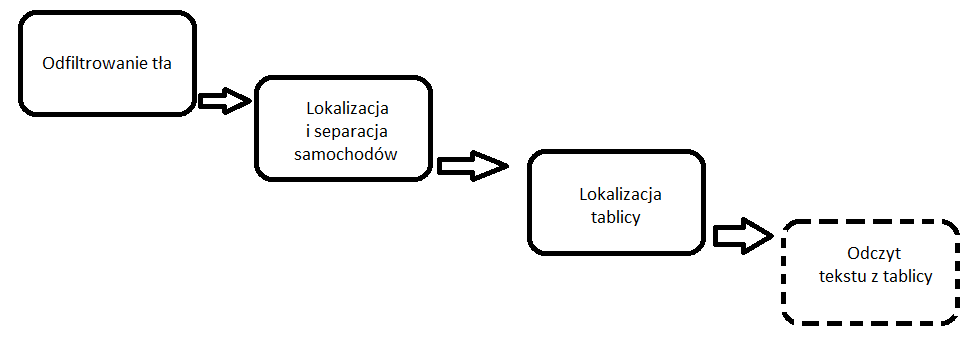 Odfiltrowanie tła
Lokalizacja
i separacja
samochodów
Lokalizacja
tablicy
Odczyt
tekstu z tablicy